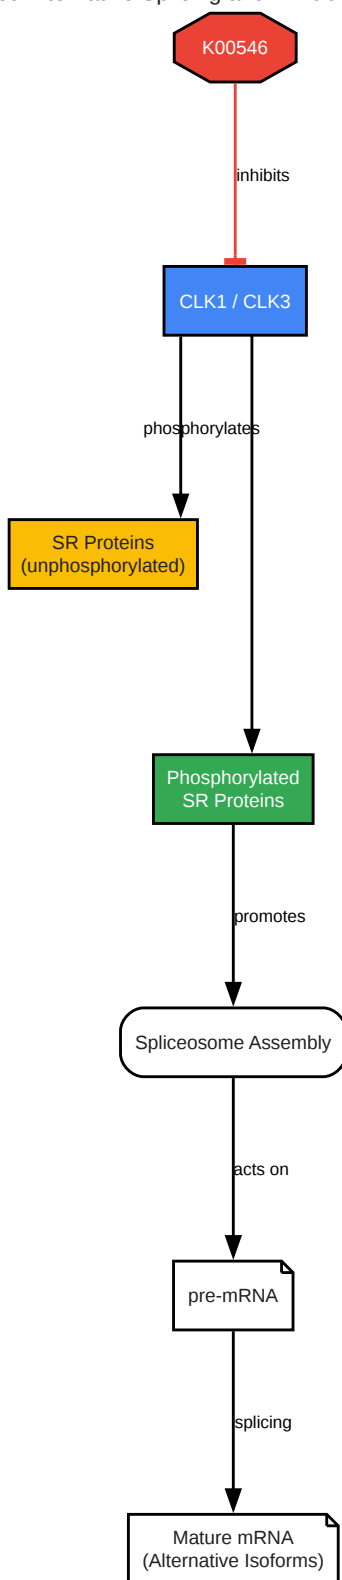 K00546
inhibits
CLK1 / CLK3
phosphorylates
SR Proteins
(unphosphorylated)
Phosphorylated
SR Proteins
promotes
Spliceosome Assembly
acts on
pre-mRNA
splicing
Mature mRNA
(Alternative Isoforms)